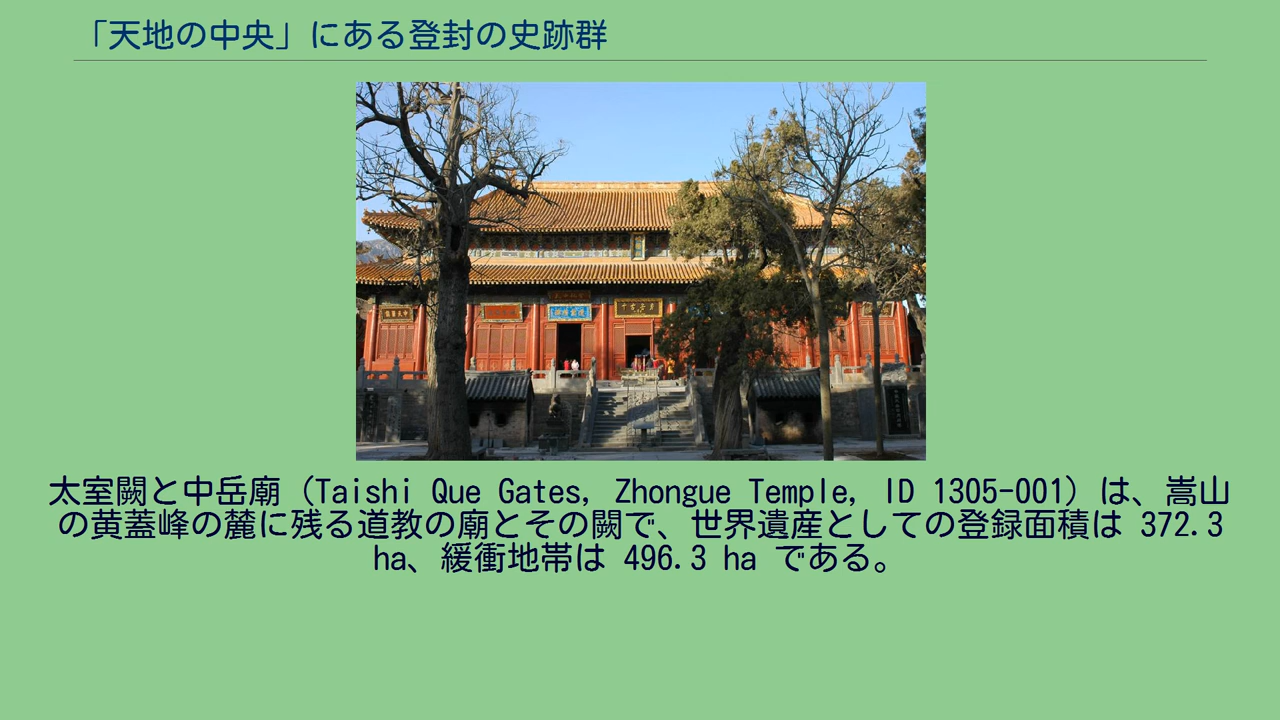 「天地の中央」にある登封の史跡群
太室闕と中岳廟（Taishi Que Gates, Zhongue Temple, ID 1305-001）は、嵩山
の黄蓋峰の麓に残る道教の廟とその闕で、世界遺産としての登録面積は 372.3
ha、緩衝地帯は 496.3 ha である。